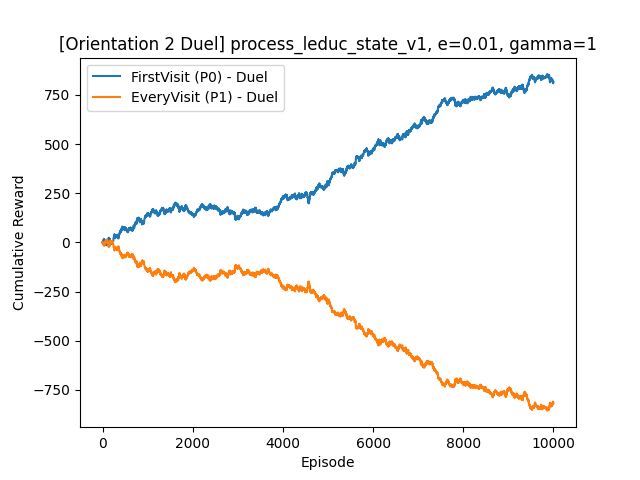 [Orientation 2 Duel] process_leduc_state_v1, e=0.01, gamma=1
FirstVisit (P0) - Duel
EveryVisit (P1) - Duel
Cumulative Reward
750
500
250
0
−250
−500
−750
0 2000 4000 6000 8000 10000
Episode